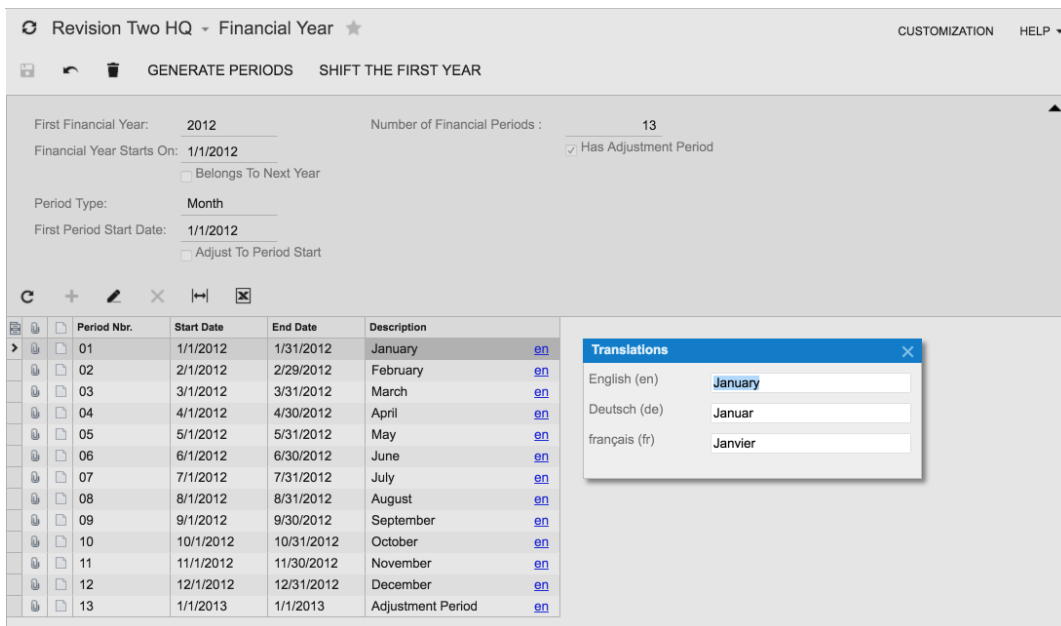 Revision Two HQ - Financial Year
CUSTOMIZATION HELP
GENERATE PERIODS SHIFT THE FIRST YEAR
First Financial Year: 2012 Number of Financial Periods : 13
Financial Year Starts On: 1/1/2012 Has Adjustment Period
Belongs To Next Year
Period Type: Month
First Period Start Date: 1/1/2012
Adjust To Period Start
Period Nbr. Start Date End Date Description
01 1/1/2012 1/31/2012 January en
02 2/1/2012 2/29/2012 February en
03 3/1/2012 3/31/2012 March en
04 4/1/2012 4/30/2012 April en
05 5/1/2012 5/31/2012 May en
06 6/1/2012 6/30/2012 June en
07 7/1/2012 7/31/2012 July en
08 8/1/2012 8/31/2012 August en
09 9/1/2012 9/30/2012 September en
10 10/1/2012 10/31/2012 October en
11 11/1/2012 11/30/2012 November en
12 12/1/2012 12/31/2012 December en
13 1/1/2013 1/1/2013 Adjustment Period en
Translations
English (en) January
Deutsch (de) Januar
français (fr) Janvier